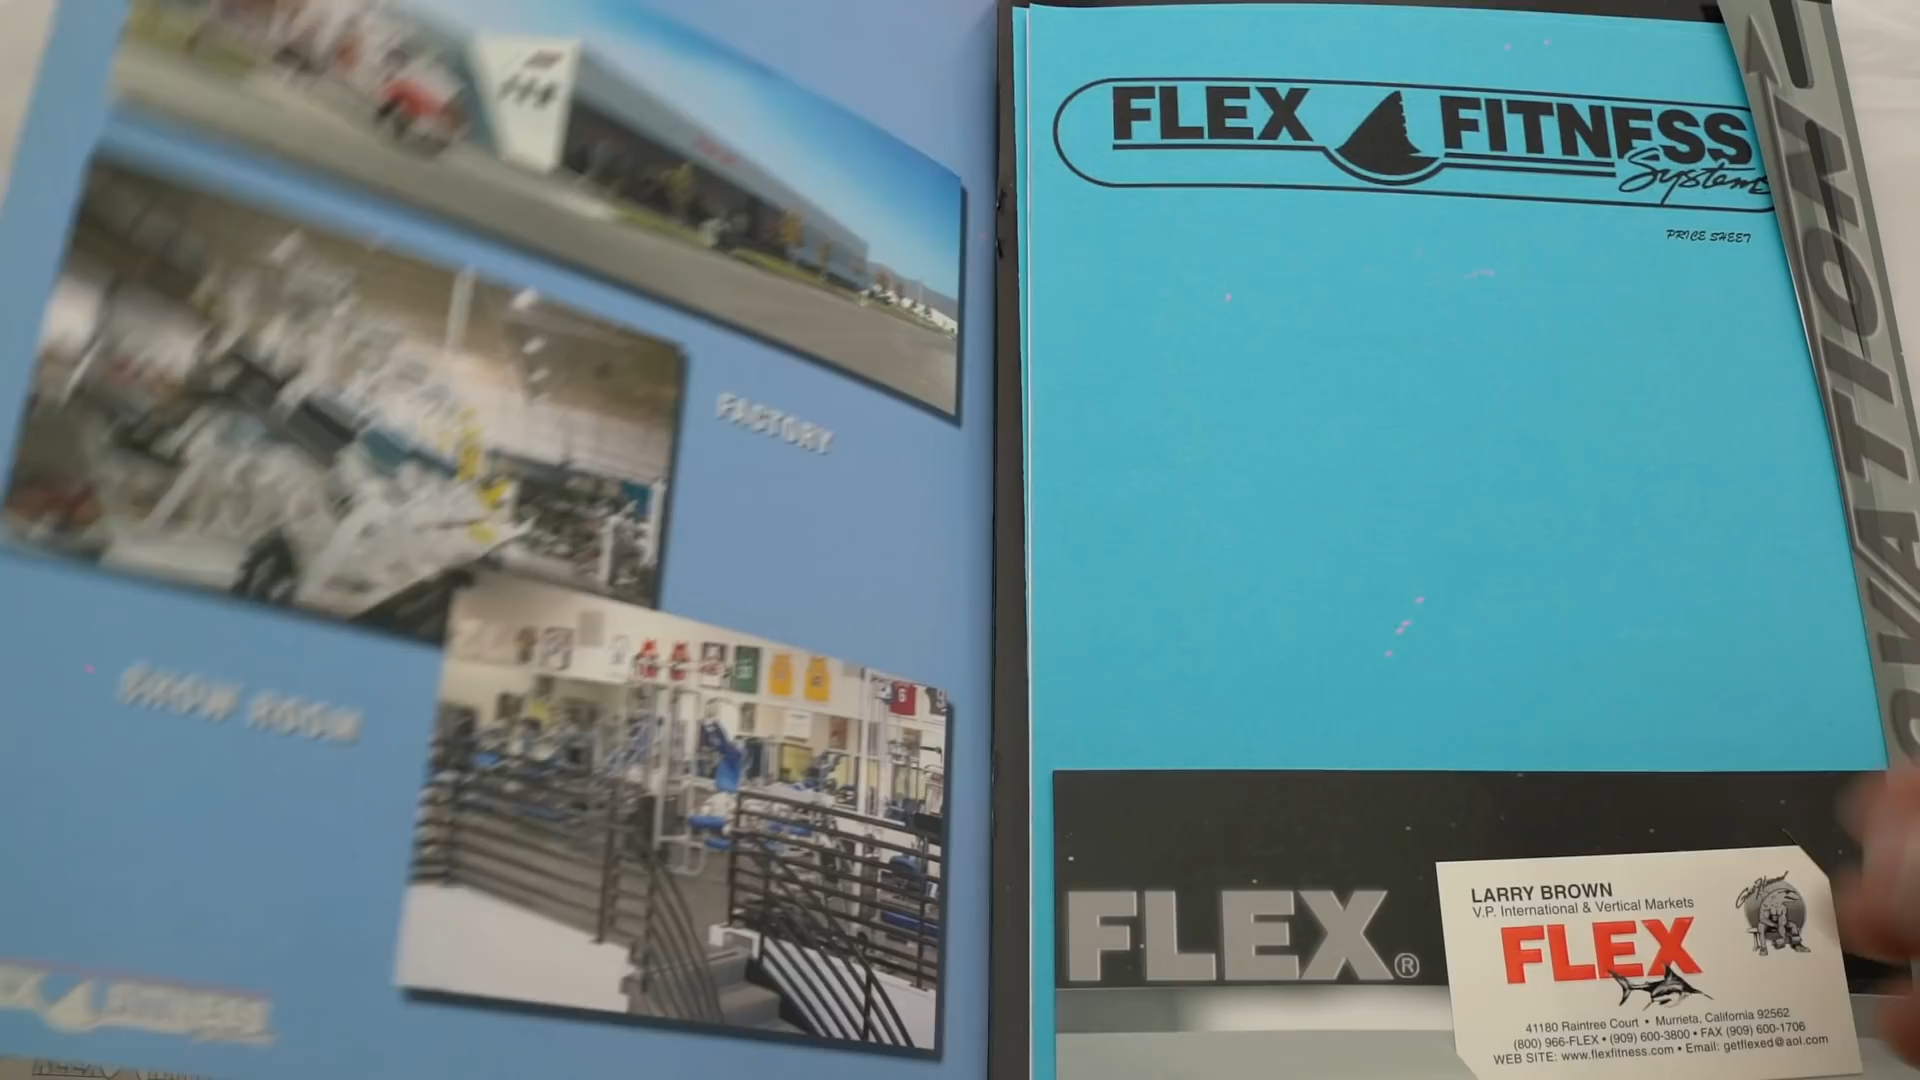 FACTORY
SHOW ROOM
FLEX FITNESS
Systems
PRICE SHEET
FLEX®
LARRY BROWN
V.P. International & Vertical Markets
Get Flexed
FLEX
41180 Raintree Court • Murrieta, California 92562
(800) 966-FLEX • (909) 600-3800 • FAX (909) 600-1706
WEB SITE: www.flexfitness.com • Email: getflexed@aol.com